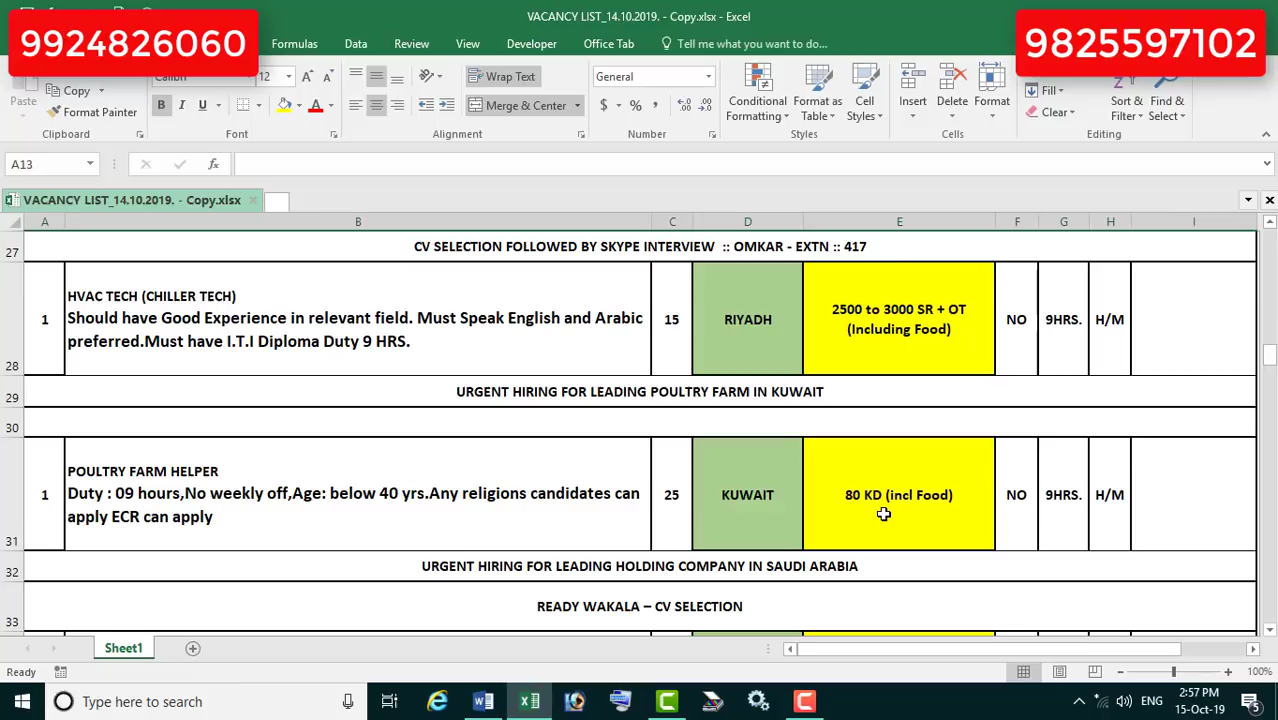 VACANCY LIST_14.10.2019. - Copy.xlsx - Excel
9924826060
9825597102
Formulas Data Review View Developer Office Tab Tell me what you want to do...
Calibri 12 Wrap Text General
Paste Copy Format Painter Merge & Center $ % , Conditional Formatting Format as Table Cell Styles Insert Delete Format Fill Clear Sort & Filter Find & Select
Clipboard Font Alignment Number Styles Cells Editing
A13 fx
VACANCY LIST_14.10.2019. - Copy.xlsx
A B C D E F G H I
27 CV SELECTION FOLLOWED BY SKYPE INTERVIEW :: OMKAR - EXTN :: 417
HVAC TECH (CHILLER TECH)
1 Should have Good Experience in relevant field. Must Speak English and Arabic 15 RIYADH 2500 to 3000 SR + OT NO 9HRS. H/M
preferred.Must have I.T.I Diploma Duty 9 HRS. (Including Food)
28
29 URGENT HIRING FOR LEADING POULTRY FARM IN KUWAIT
30
POULTRY FARM HELPER
1 Duty : 09 hours,No weekly off,Age: below 40 yrs.Any religions candidates can 25 KUWAIT 80 KD (incl Food) NO 9HRS. H/M
apply ECR can apply
31
32 URGENT HIRING FOR LEADING HOLDING COMPANY IN SAUDI ARABIA
33 READY WAKALA – CV SELECTION
Sheet1
Ready 100%
Type here to search ENG 2:57 PM
15-Oct-19 5